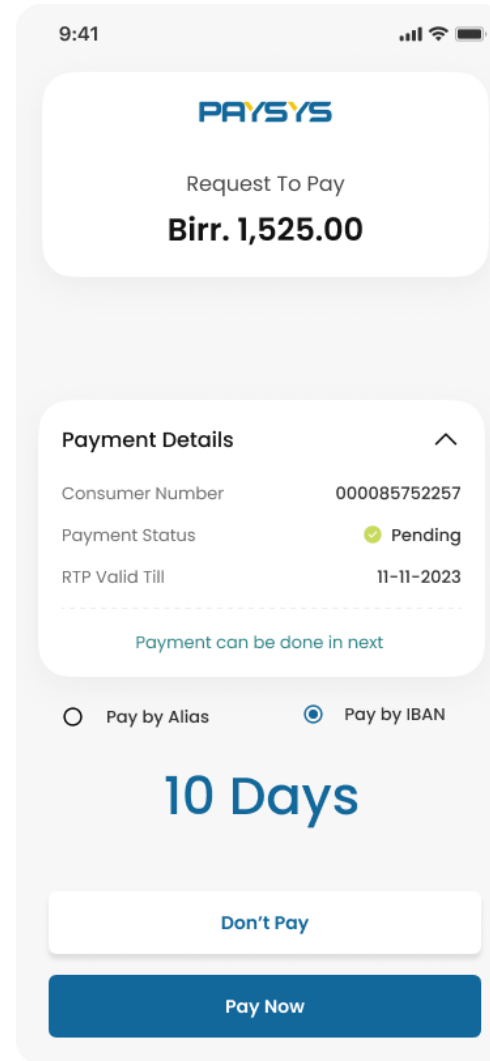 9:41
PAYSYS
Request To Pay
Birr. 1,525.00
Payment Details
Consumer Number 000085752257
Payment Status Pending
RTP Valid Till 11-11-2023
Payment can be done in next
Pay by Alias Pay by IBAN
10 Days
Don’t Pay
Pay Now